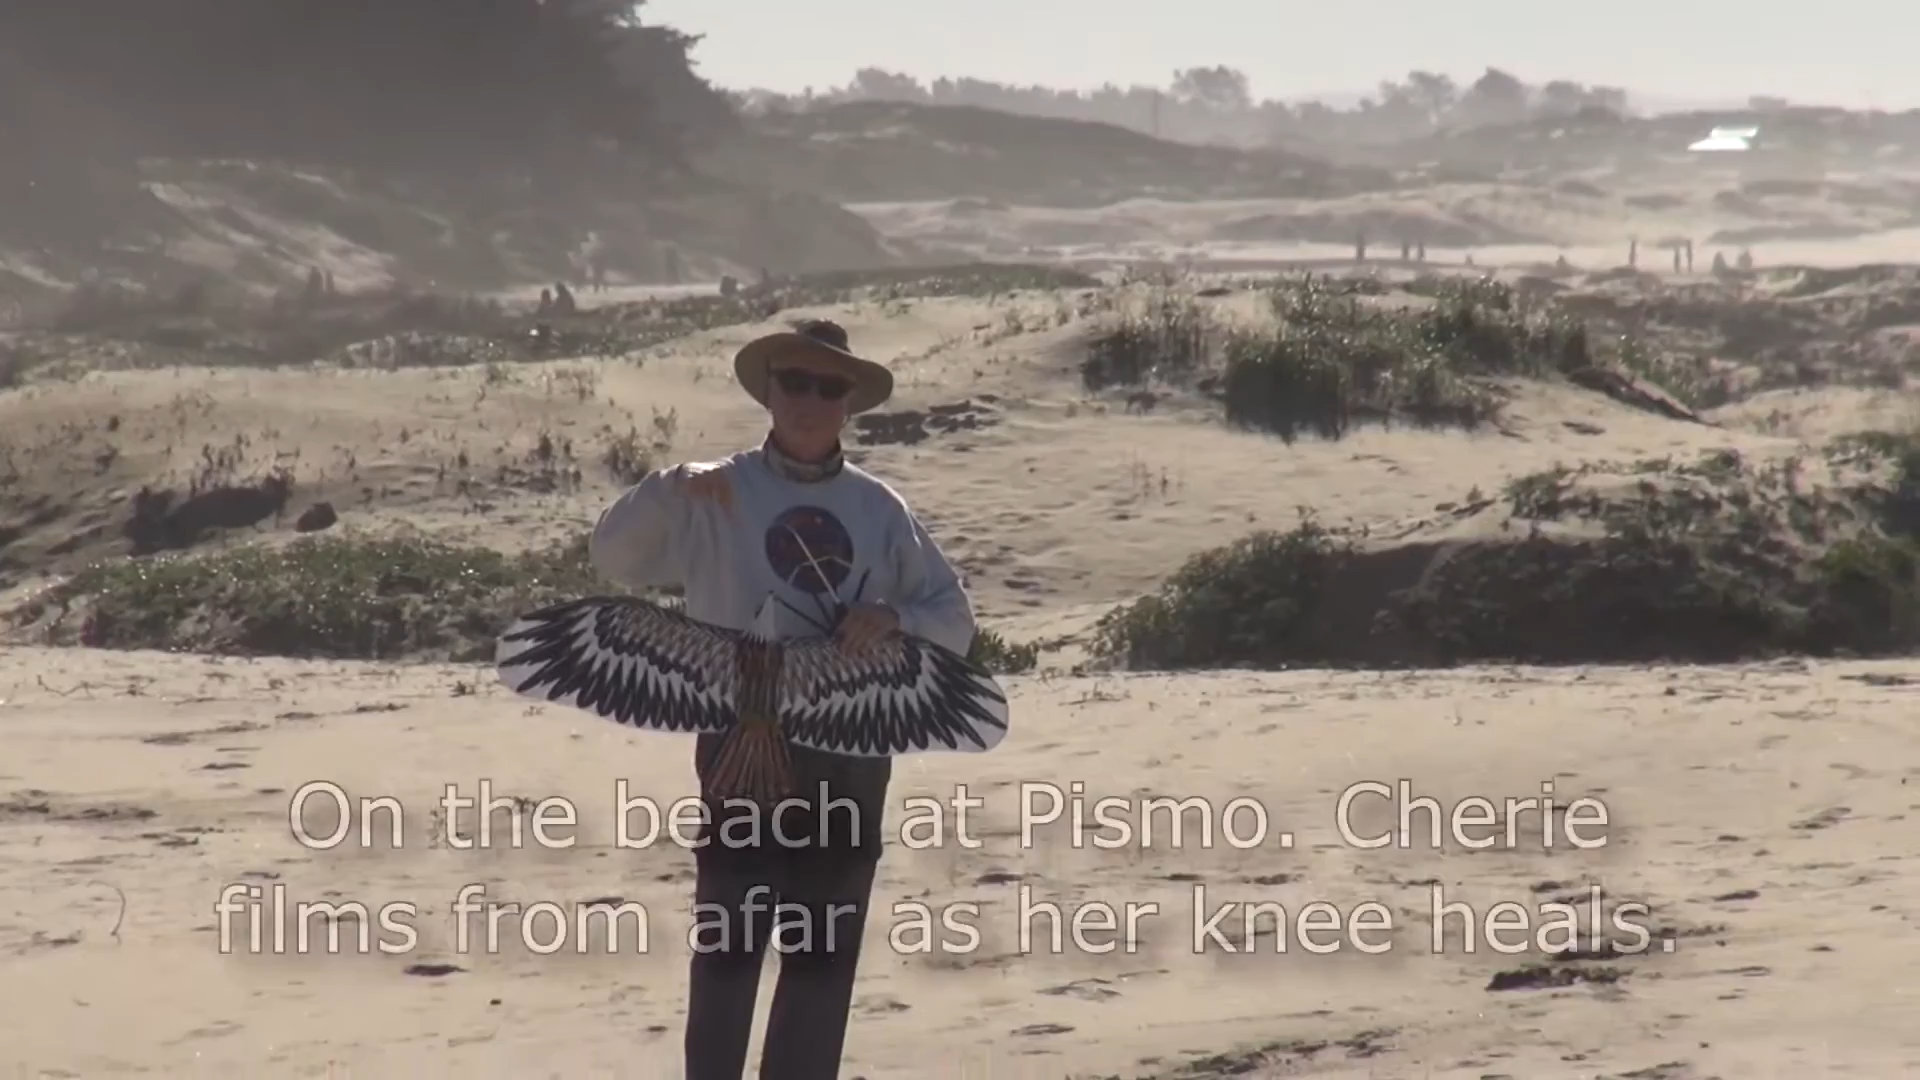 On the beach at Pismo. Cherie
films from afar as her knee heals.